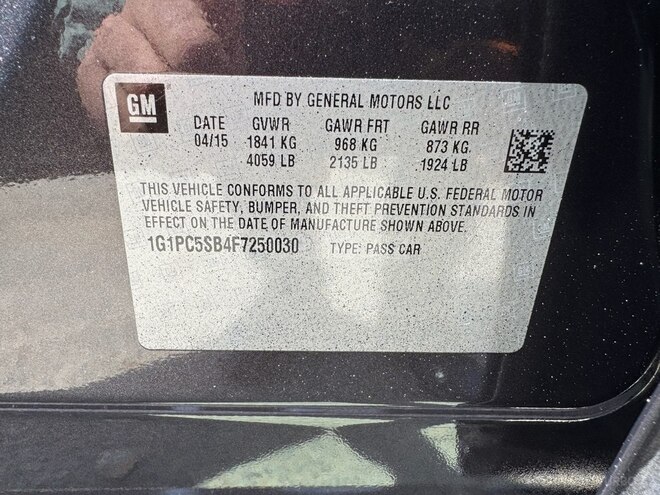 GM
MFD BY GENERAL MOTORS LLC
DATE GVWR GAWR FRT GAWR RR
04/15 1841 KG 968 KG 873 KG
4059 LB 2135 LB 1924 LB
THIS VEHICLE CONFORMS TO ALL APPLICABLE U.S. FEDERAL MOTOR
VEHICLE SAFETY, BUMPER, AND THEFT PREVENTION STANDARDS IN
EFFECT ON THE DATE OF MANUFACTURE SHOWN ABOVE.
1G1PC5SB4F7250030 TYPE: PASS CAR